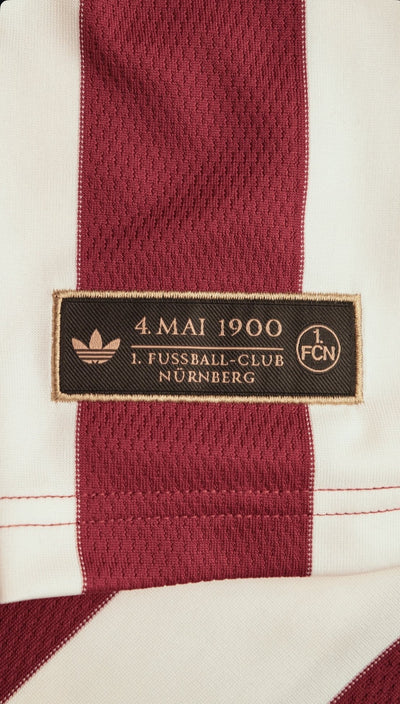 4. MAI 1900
1. FUSSBALL-CLUB
NÜRNBERG
1.
FCN